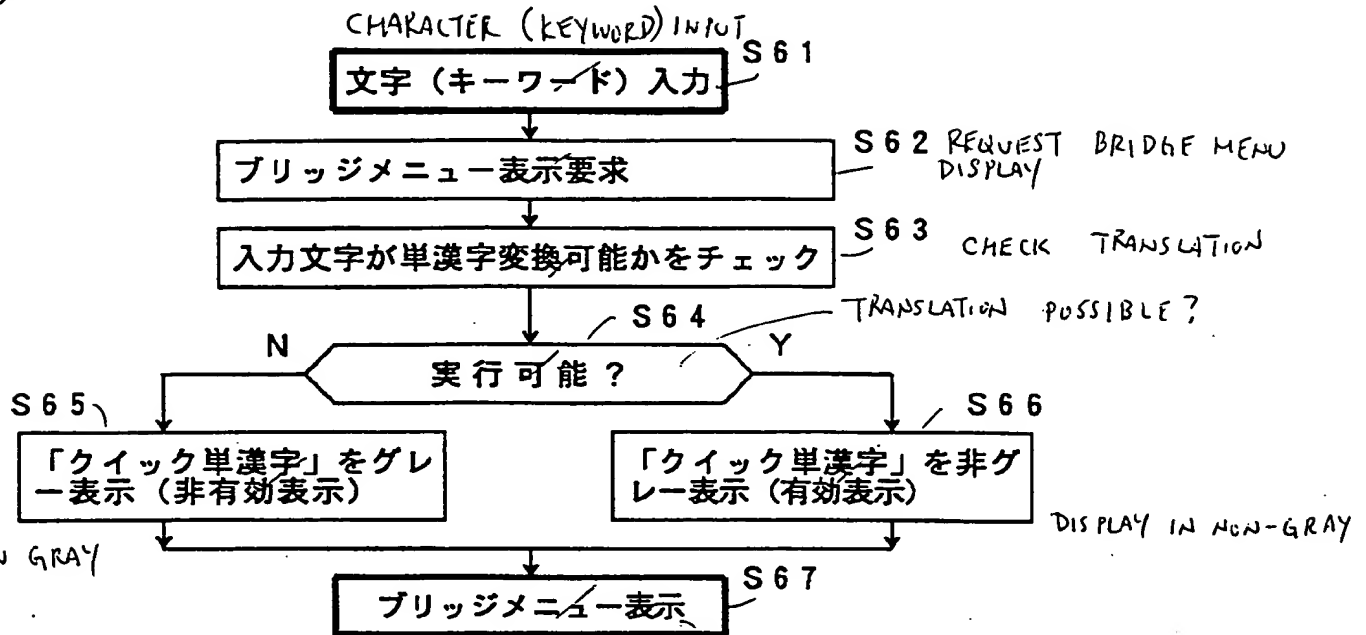 CHARACTER (KEYWORD) INPUT
文字（キーワード）入力
S61
ブリッジメニュー表示要求
S62 REQUEST BRIDGE MENU
DISPLAY
入力文字が単漢字変換可能かをチェック
S63 CHECK TRANSLATION
S64
TRANSLATION POSSIBLE?
N
実行可能？
Y
S65
「クイック単漢字」をグレ
ー表示（非有効表示）
S66
「クイック単漢字」を非グ
レー表示（有効表示）
GRAY
DISPLAY IN NON-GRAY
ブリッジメニュー表示
S67